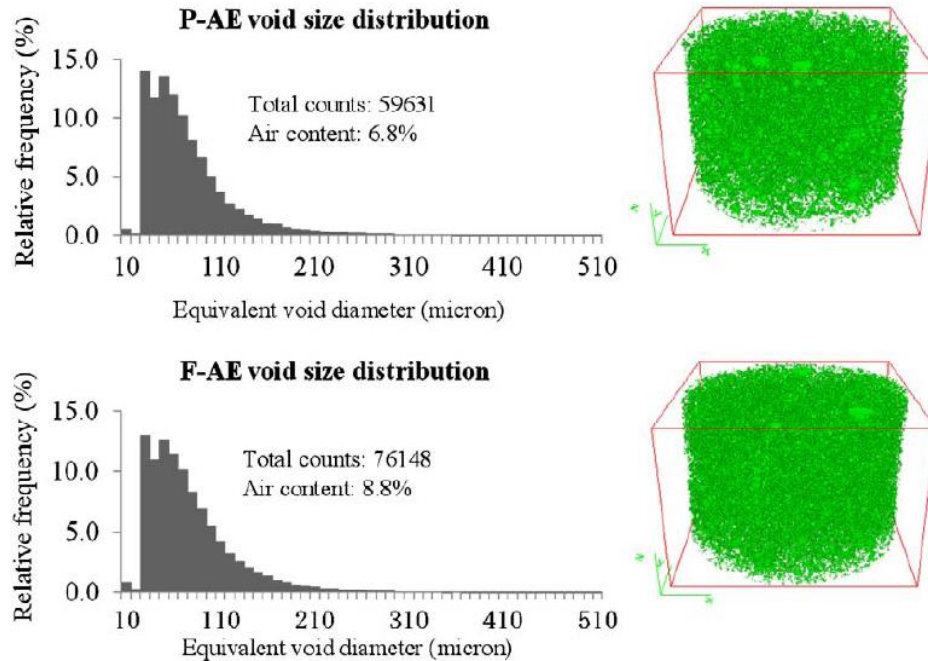 P-AE void size distribution
Relative frequency (%)
15.0
10.0
5.0
0.0
Total counts: 59631
Air content: 6.8%
10 110 210 310 410 510
Equivalent void diameter (micron)
F-AE void size distribution
Relative frequency (%)
15.0
10.0
5.0
0.0
Total counts: 76148
Air content: 8.8%
10 110 210 310 410 510
Equivalent void diameter (micron)